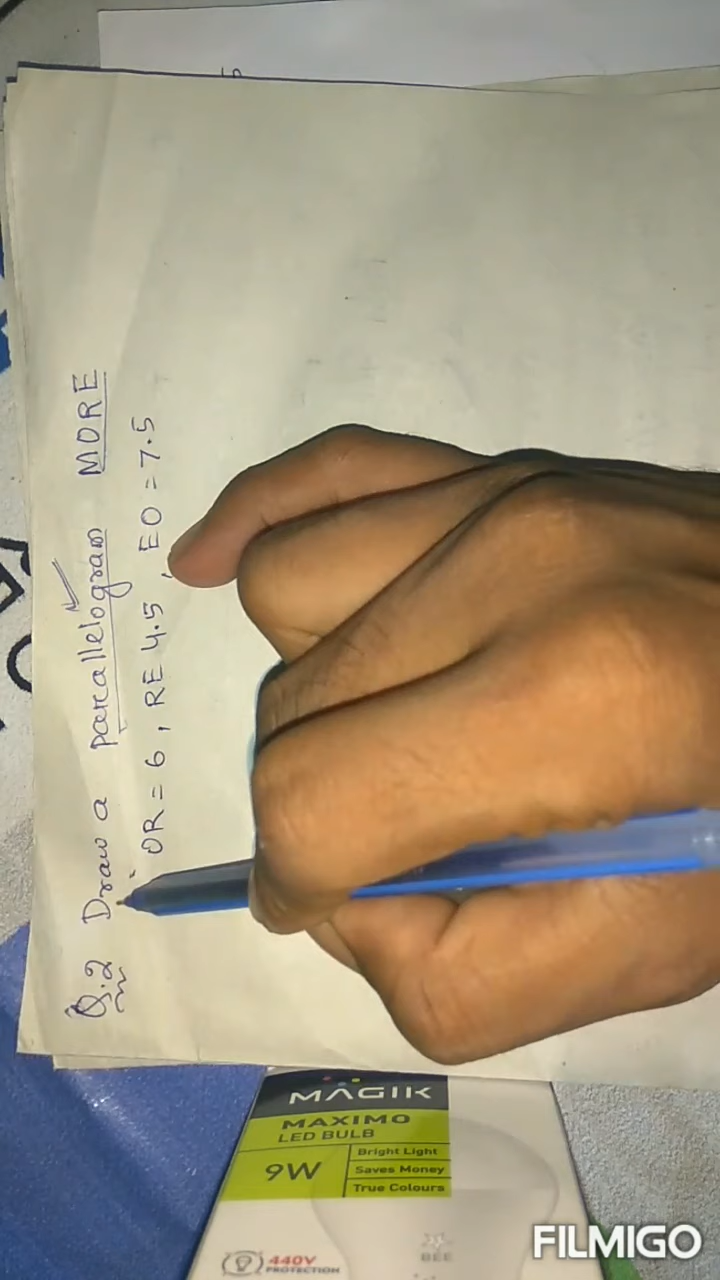 Q.2 Draw a parallelogram MORE
OR = 6, RE 4.5, EO = 7.5
MAGIK
MAXIMO
LED BULB
9W
Bright Light
Saves Money
True Colours
440V
PROTECTION
BEE
FILMIGO